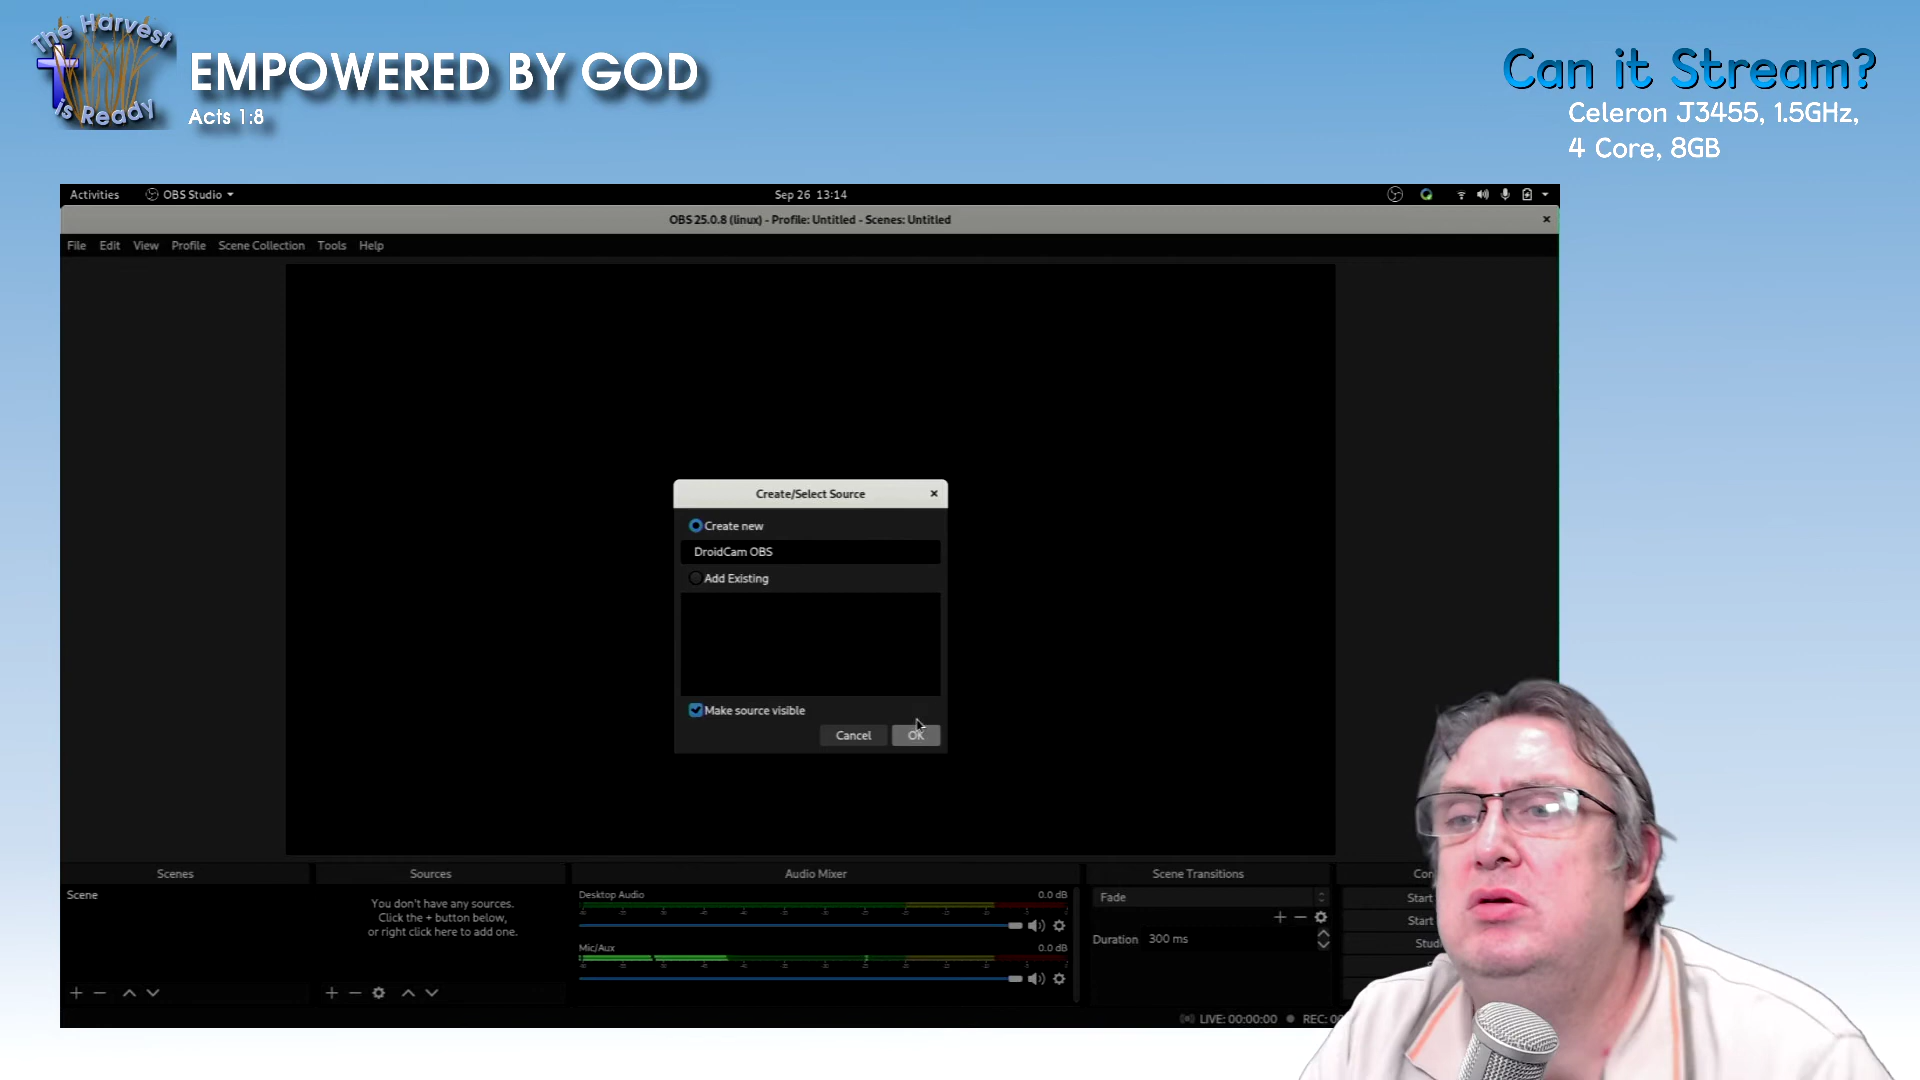 The Harvest
is Ready
EMPOWERED BY GOD
Acts 1:8
Can it Stream?
Celeron J3455, 1.5GHz,
4 Core, 8GB
Activities
OBS Studio
Sep 26 13:14
OBS 25.0.8 (linux) - Profile: Untitled - Scenes: Untitled
File Edit View Profile Scene Collection Tools Help
Create/Select Source
Create new
DroidCam OBS
Add Existing
Make source visible
Cancel
OK
Scenes
Sources
Audio Mixer
Scene Transitions
Scene
You don't have any sources.
Click the + button below,
or right click here to add one.
Desktop Audio
0.0 dB
Mic/Aux
0.0 dB
Fade
Duration 300 ms
Start
Start
LIVE: 00:00:00
REC: